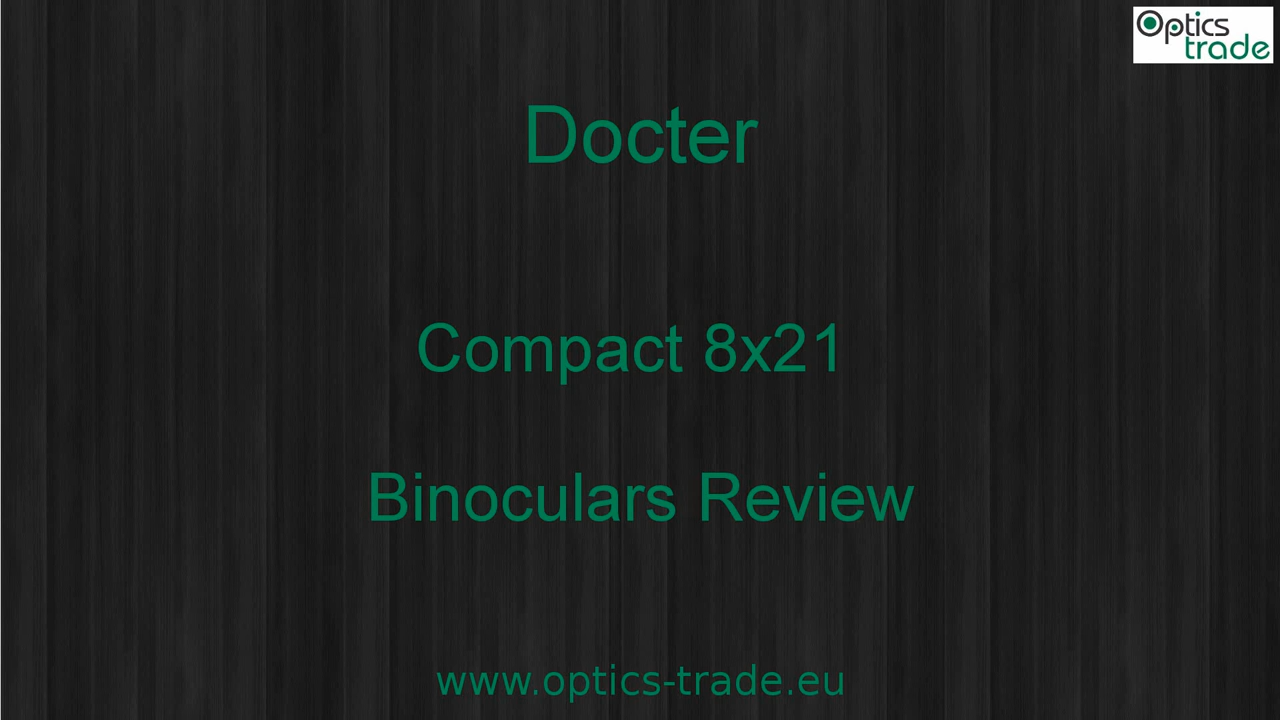 Optics
trade
Docter
Compact 8x21
Binoculars Review
www.optics-trade.eu